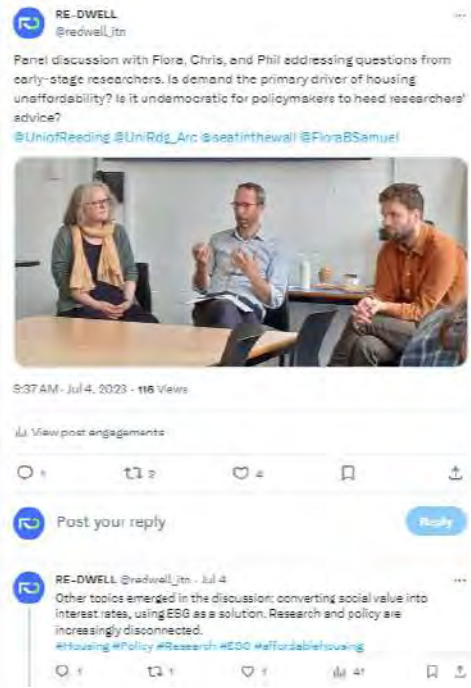 RE-DWELL
@redwell_itn
Panel discussion with Flora, Chris, and Phil addressing questions from
early-stage researchers. Is demand the primary driver of housing
unaffordability? Is it undemocratic for policymakers to heed researchers'
advice?
@UniofReading @UniRdg_Arc @seatinthewall @FloraBSamuel
9:37 AM · Jul 4, 2023 · 116 Views
View post engagements
1 2 4
Post your reply
Reply
RE-DWELL @redwell_itn · Jul 4
Other topics emerged in the discussion: converting social value into
interest rates, using ESG as a solution. Research and policy are
increasingly disconnected.
#Housing #Policy #Research #ESG #affordablehousing
1 1 1 41